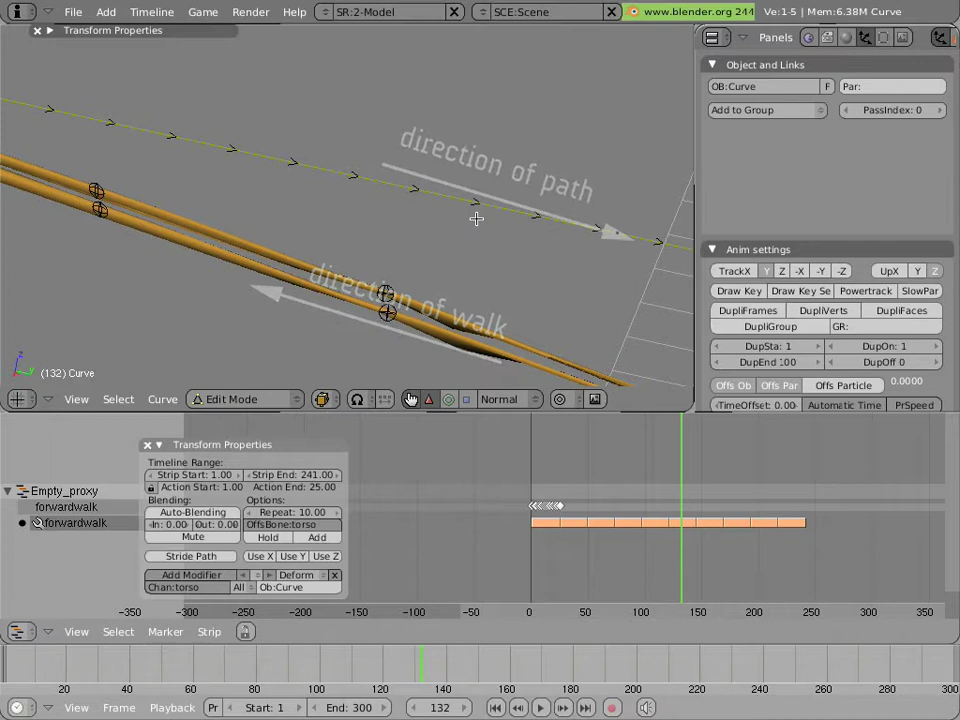 File Add Timeline Game Render Help SR:2-Model SCE:Scene www.blender.org 244 Ve:1-5 | Mem:6.38M Curve
Transform Properties
Panels
Object and Links
OB:Curve F Par:
Add to Group PassIndex: 0
direction of path
direction of walk
Anim settings
TrackX Y Z -X -Y -Z UpX Y Z
Draw Key Draw Key Se Powertrack SlowPar
DupliFrames DupliVerts DupliFaces
DupliGroup GR:
DupSta: 1 DupOn: 1
DupEnd 100 DupOff 0
Offs Ob Offs Par Offs Particle 0.0000
TimeOffset: 0.00 Automatic Time PrSpeed
z
y
(132) Curve
View Select Curve Edit Mode Normal
Transform Properties
Timeline Range:
Strip Start: 1.00 Strip End: 241.00
Action Start: 1.00 Action End: 25.00
Blending: Options:
Auto-Blending Repeat: 10.00
In: 0.00 Out: 0.00 OffsBone:torso
Mute Hold Add
Stride Path Use X Use Y Use Z
Add Modifier Deform x
Chan:torso All Ob:Curve
Empty_proxy
forwardwalk
forwardwalk
-350 -300 -250 -200 -150 -100 -50 0 50 100 150 200 250 300 350
View Select Marker Strip
20 40 60 80 100 120 140 160 180 200 220 240 260 280 300
View Frame Playback Pr Start: 1 End: 300 132